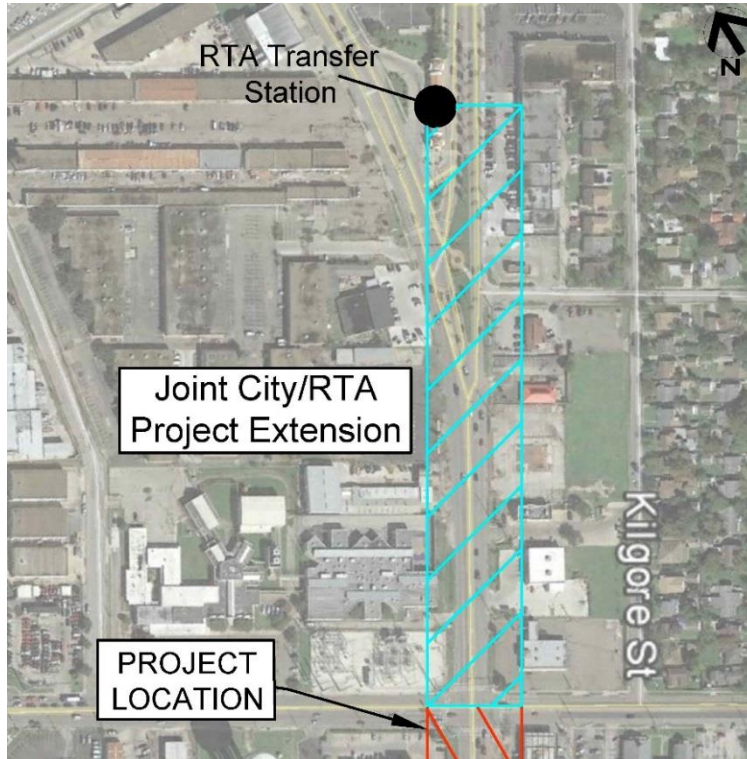 RTA Transfer
Station
N
Joint City/RTA
Project Extension
Kilgore St
PROJECT
LOCATION